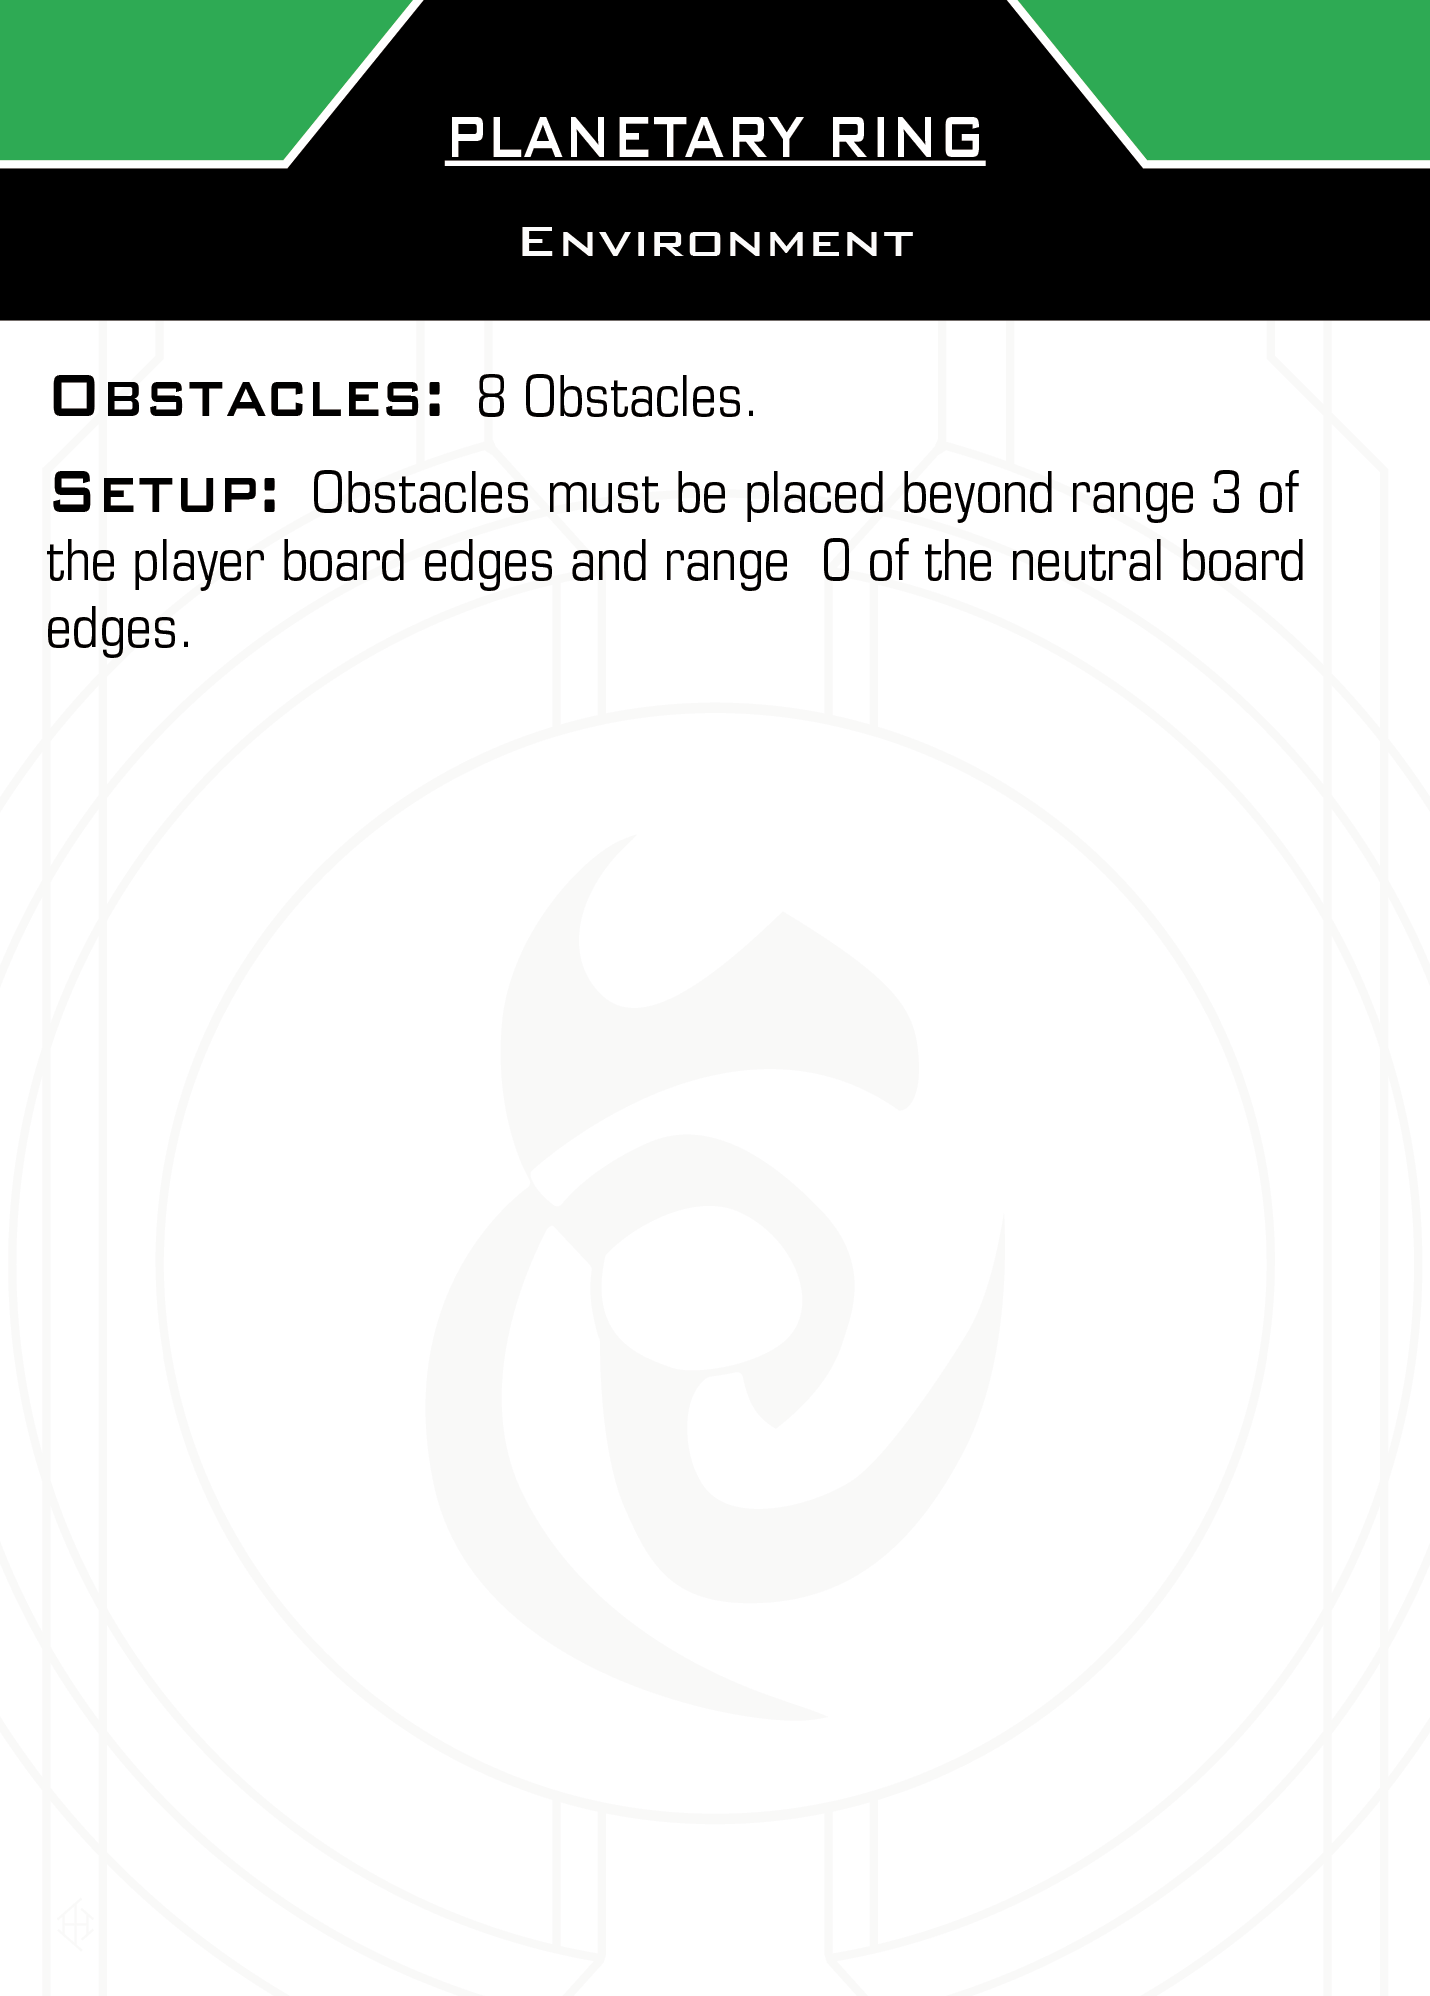 PLANETARY RING
Environment
Obstacles: 8 Obstacles.
Setup: Obstacles must be placed beyond range 3 of
the player board edges and range 0 of the neutral board
edges.